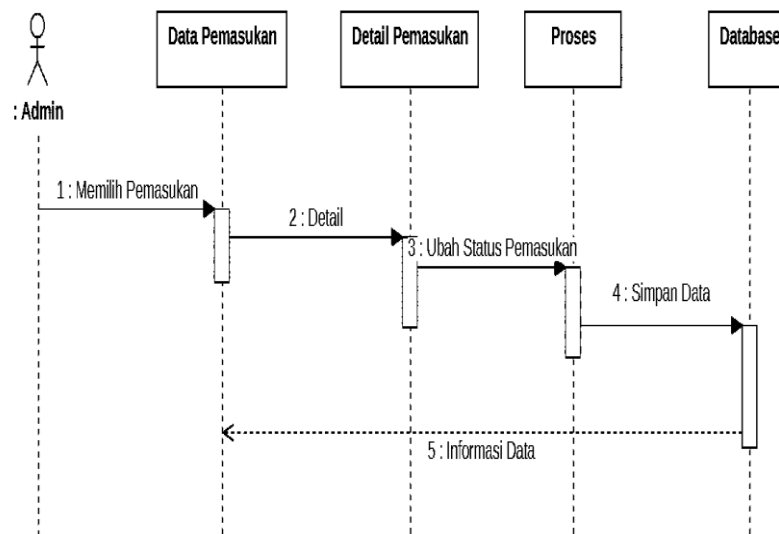 Data Pemasukan
Detail Pemasukan
Proses
Database
: Admin
1 : Memilih Pemasukan
2 : Detail
3 : Ubah Status Pemasukan
4 : Simpan Data
5 : Informasi Data